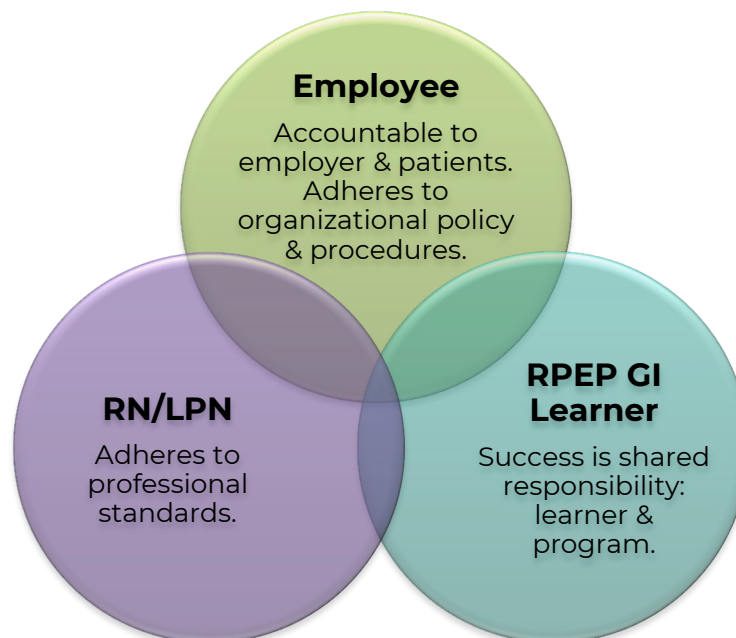 Employee
Accountable to
employer & patients.
Adheres to
organizational policy
& procedures.
RN/LPN
Adheres to
professional
standards.
RPEP GI
Learner
Success is shared
responsibility:
learner &
program.